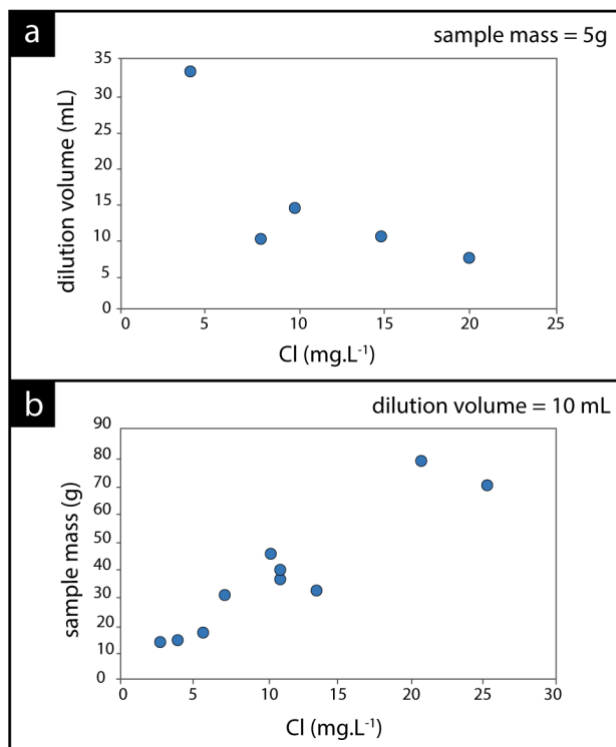 a
sample mass = 5g
35
30
25
20
15
10
5
0
dilution volume (mL)
0 5 10 15 20 25
Cl (mg.L⁻¹)
b
dilution volume = 10 mL
90
80
70
60
50
40
30
20
10
0
sample mass (g)
0 5 10 15 20 25 30
Cl (mg.L⁻¹)